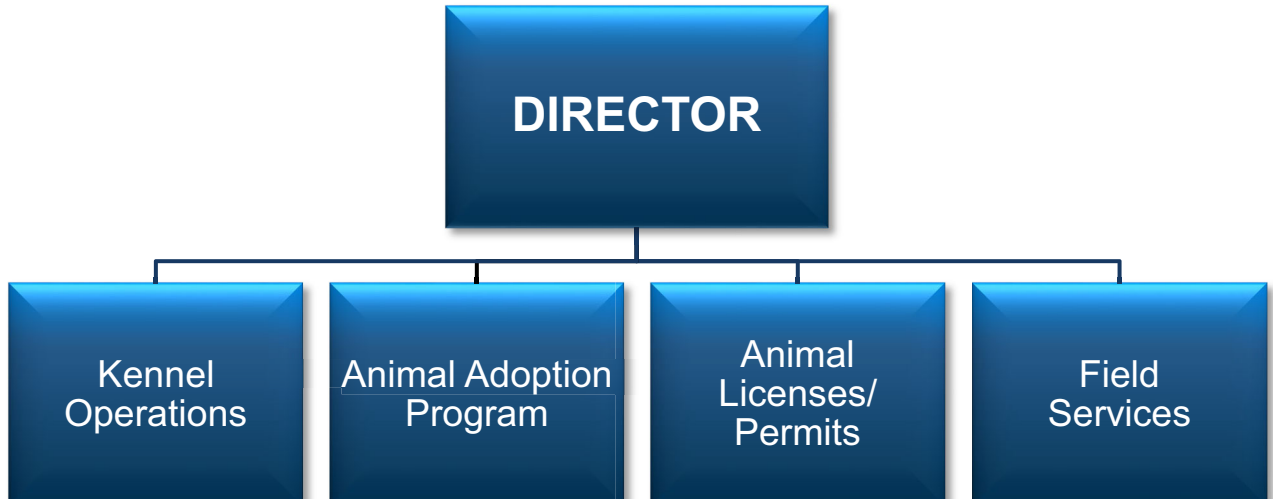 DIRECTOR
Kennel
Operations
Animal Adoption
Program
Animal
Licenses/
Permits
Field
Services